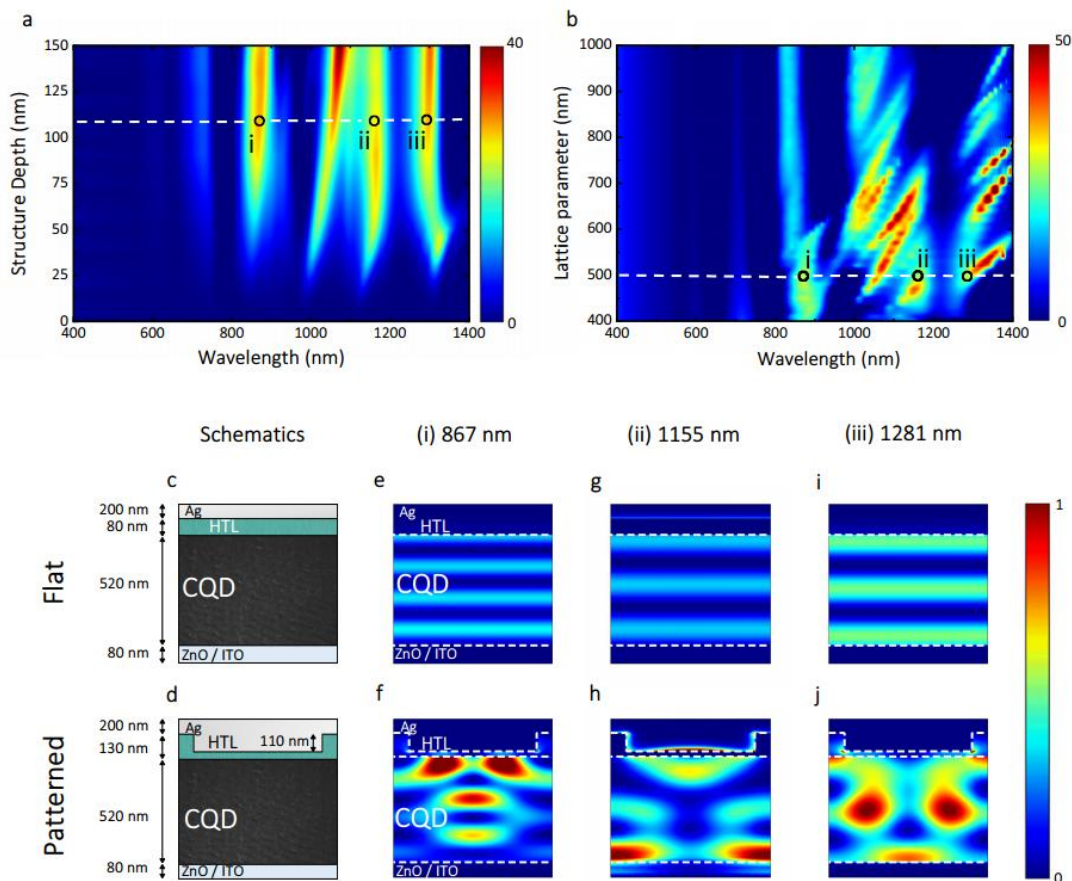 a
b
150
125
100
75
50
25
0
Structure Depth (nm)
400
600
800
1000
1200
1400
Wavelength (nm)
40
0
i
ii
iii
1000
900
800
700
600
500
400
Lattice parameter (nm)
400
600
800
1000
1200
1400
Wavelength (nm)
50
0
i
ii
iii
Schematics
(i) 867 nm
(ii) 1155 nm
(iii) 1281 nm
Flat
c
e
g
i
200 nm
80 nm
520 nm
80 nm
Ag
HTL
CQD
ZnO / ITO
Ag
HTL
CQD
ZnO / ITO
1
0
Patterned
d
f
h
j
200 nm
130 nm
520 nm
80 nm
Ag
HTL
110 nm
CQD
ZnO / ITO
Ag
HTL
CQD